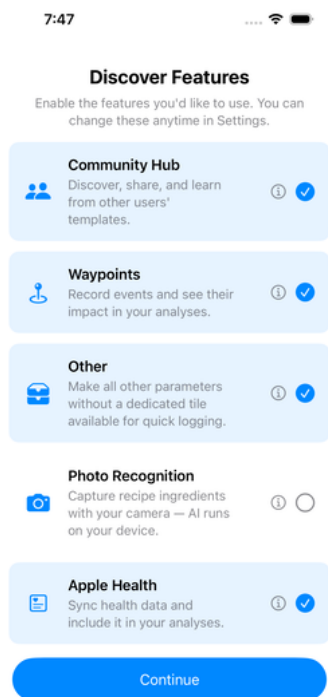 7:47
Discover Features
Enable the features you'd like to use. You can
change these anytime in Settings.
Community Hub
Discover, share, and learn
from other users'
templates.
Waypoints
Record events and see their
impact in your analyses.
Other
Make all other parameters
without a dedicated tile
available for quick logging.
Photo Recognition
Capture recipe ingredients
with your camera — AI runs
on your device.
Apple Health
Sync health data and
include it in your analyses.
Continue